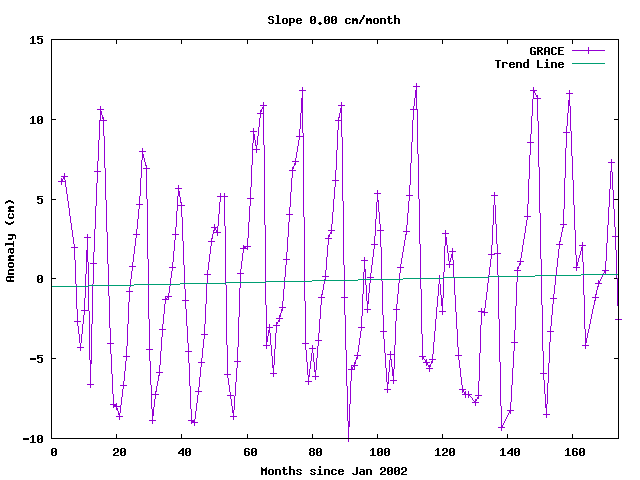 Slope 0.00 cm/month
GRACE
Trend Line
15
10
5
0
-5
-10
Anomaly (cm)
0 20 40 60 80 100 120 140 160
Months since Jan 2002